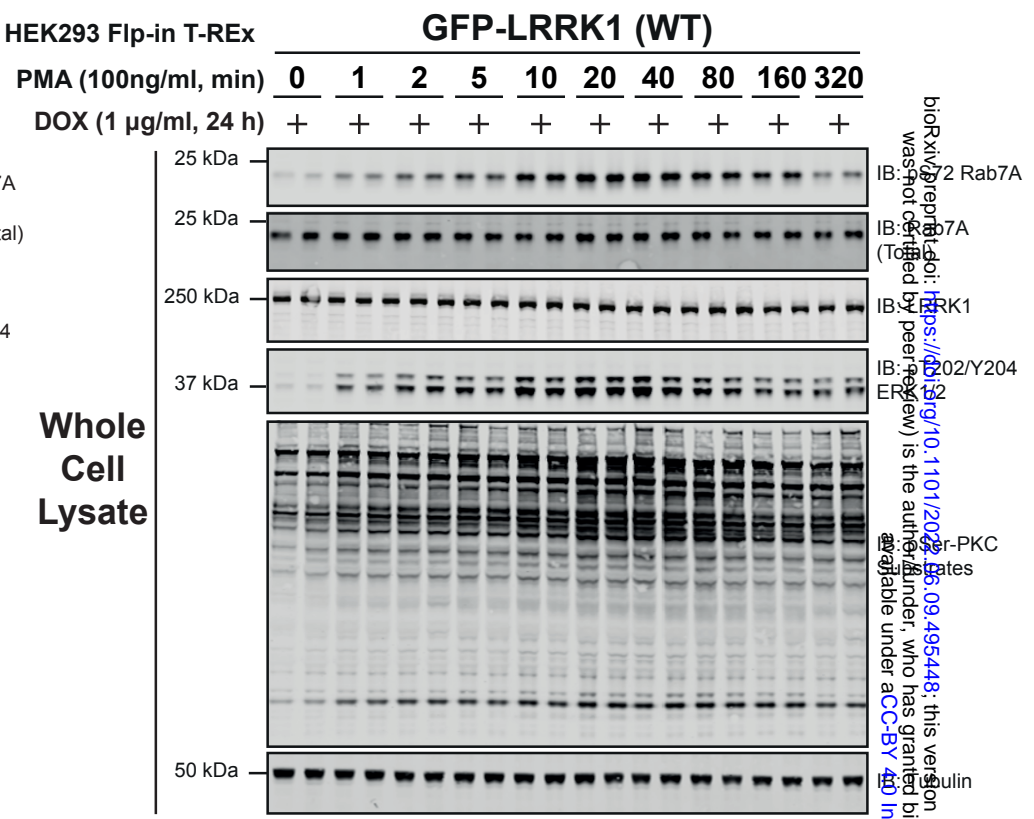 HEK293 Flp-in T-REx
GFP-LRRK1 (WT)
PMA (100ng/ml, min) 0 1 2 5 10 20 40 80 160 320
DOX (1 µg/ml, 24 h) + + + + + + + + + +
7A
tal)
4
25 kDa
IB: pS72 Rab7A
25 kDa
IB: Rab7A
(Total)
250 kDa
IB: LRRK1
37 kDa
IB: pT202/Y204
ERK1/2
Whole
Cell
Lysate
IB: pSer-PKC
Substrates
50 kDa
IB: Tubulin
bioRxiv preprint doi: https://doi.org/10.1101/2022.06.09.495448; this version
was not certified by peer review) is the author/funder, who has granted bi
available under aCC-BY 4.0 In